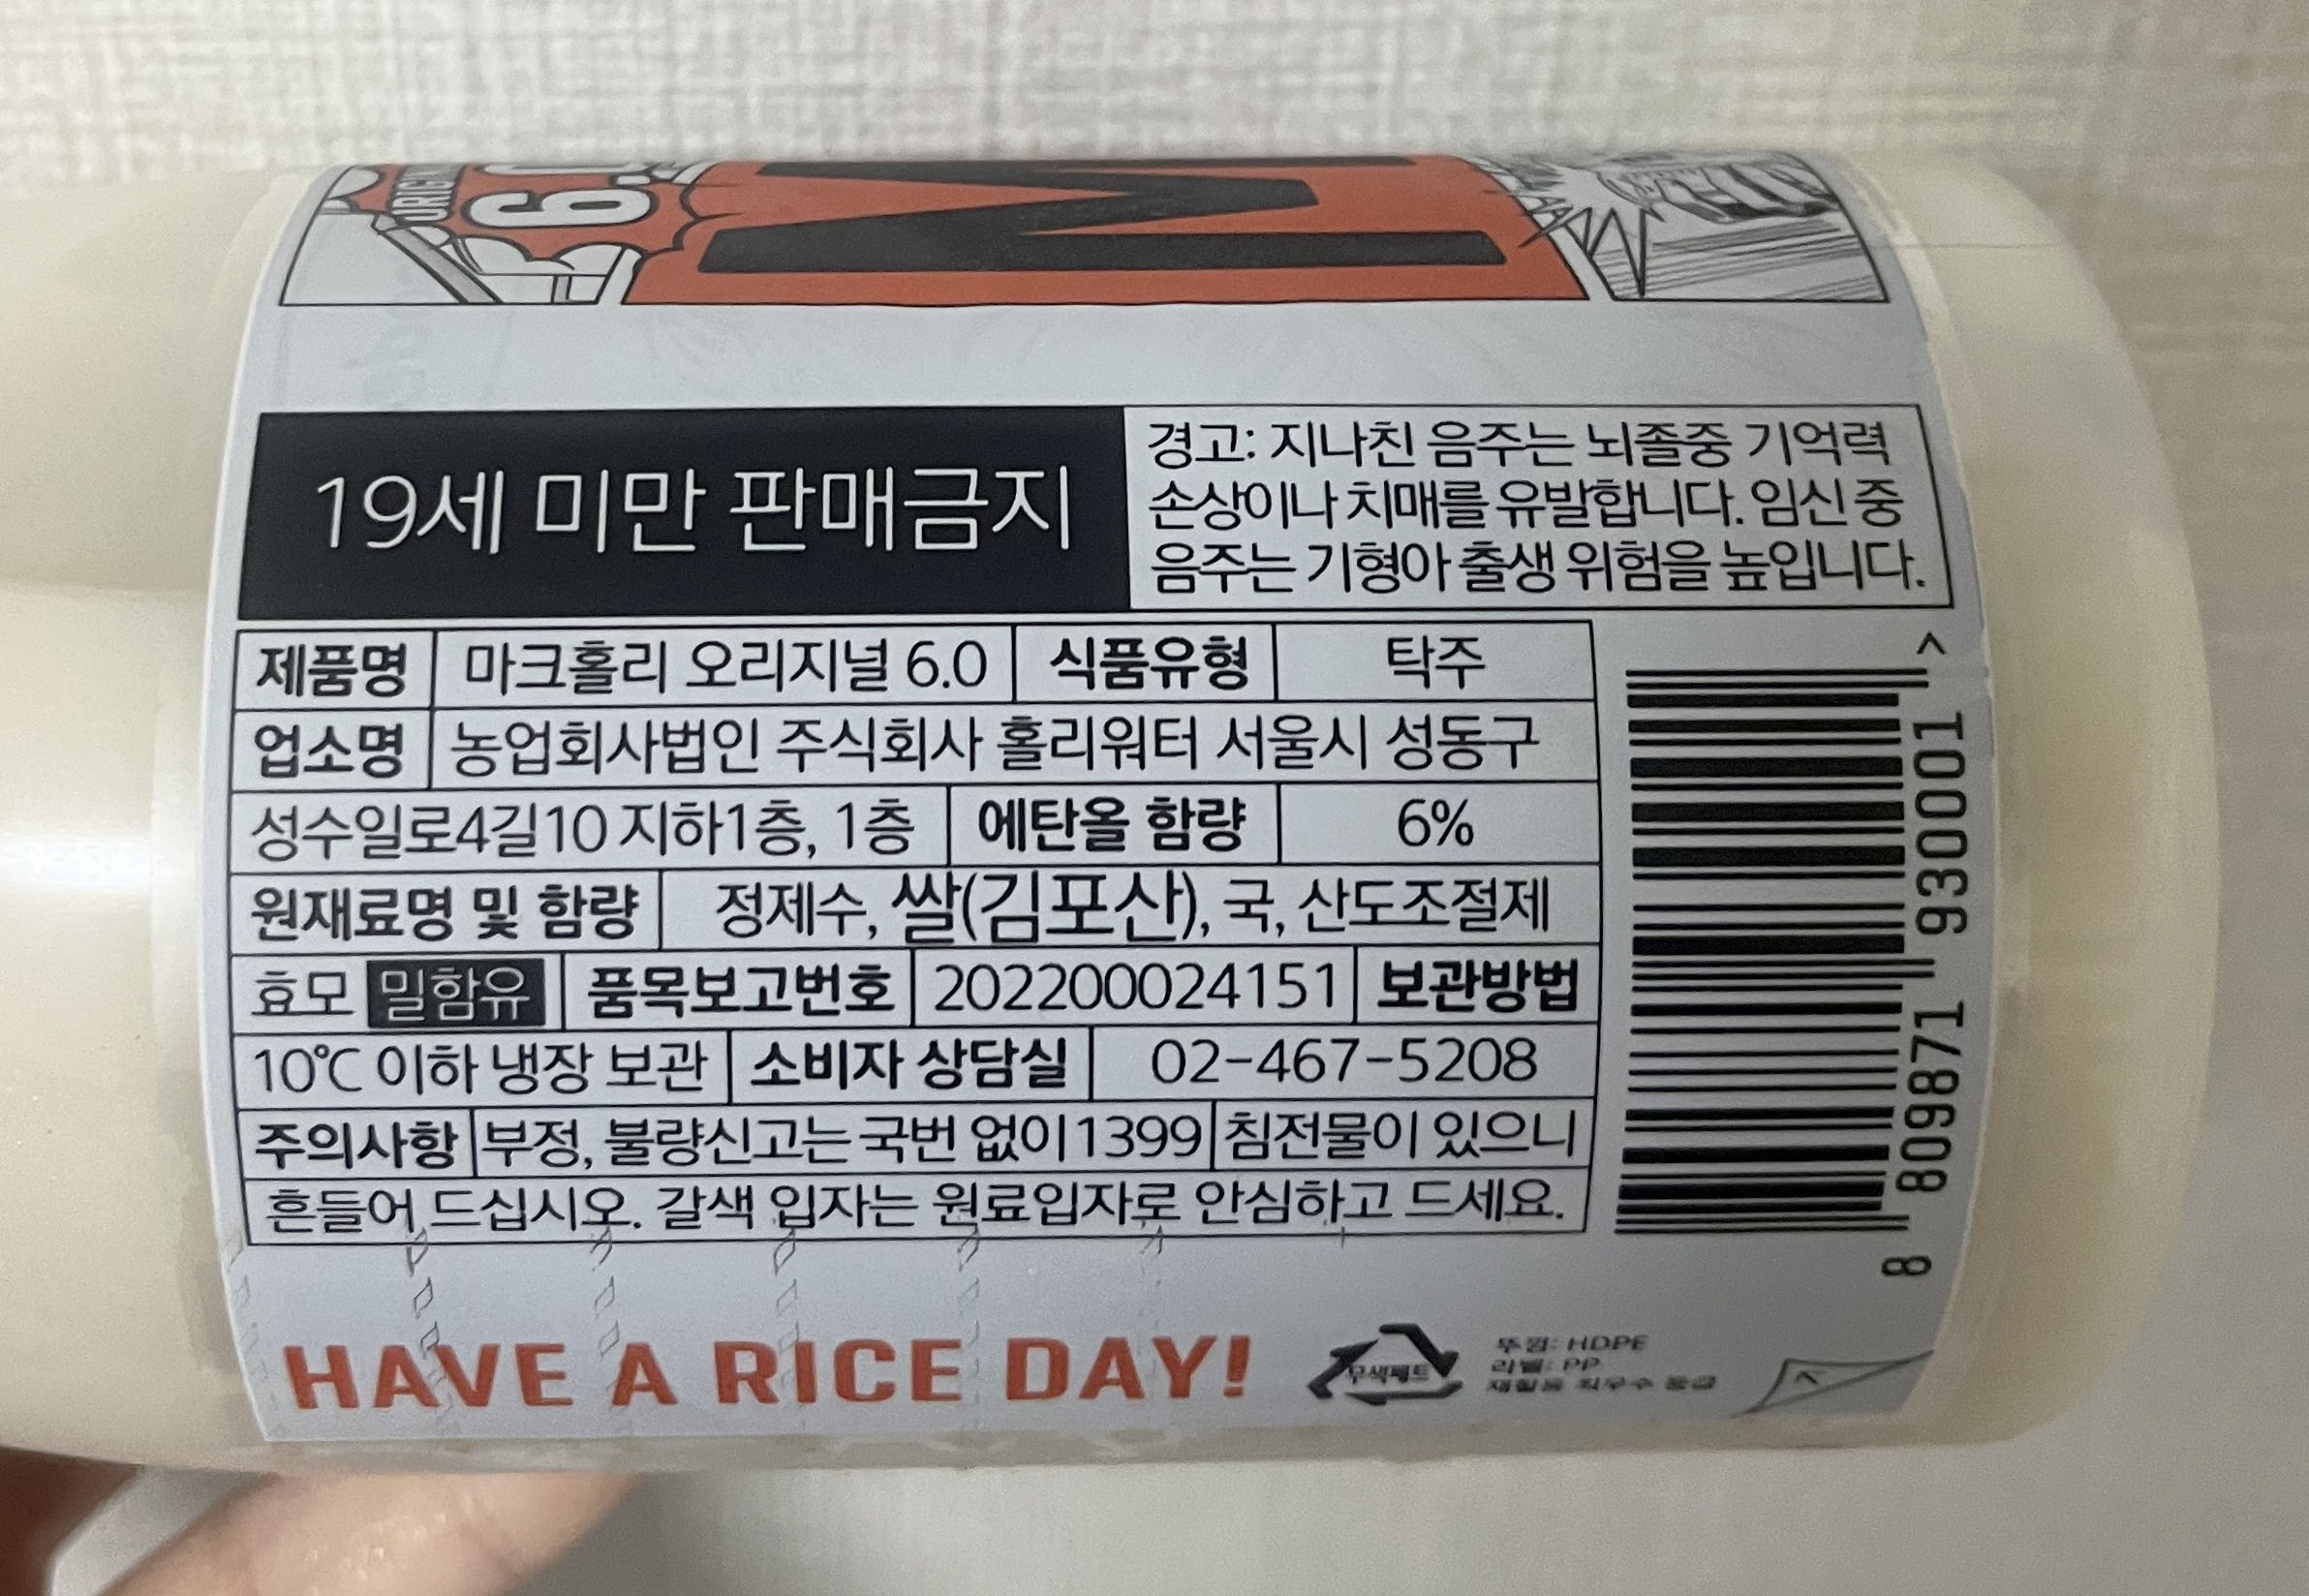 ORIGIN
6.0
19세 미만 판매금지
경고: 지나친 음주는 뇌졸중 기억력
손상이나 치매를 유발합니다. 임신 중
음주는 기형아 출생 위험을 높입니다.
제품명 마크홀리 오리지널 6.0 식품유형 탁주
업소명 농업회사법인 주식회사 홀리워터 서울시 성동구
성수일로4길10 지하1층, 1층 에탄올 함량 6%
원재료명 및 함량 정제수, 쌀(김포산), 국, 산도조절제
효모 밀함유 품목보고번호 202200024151 보관방법
10℃ 이하 냉장 보관 소비자 상담실 02-467-5208
주의사항 부정, 불량신고는 국번 없이 1399 침전물이 있으니
흔들어 드십시오. 갈색 입자는 원료입자로 안심하고 드세요.
8 809871 930001 >
HAVE A RICE DAY!
무색페트
뚜껑: HDPE
라벨: PP
재활용 최우수 등급